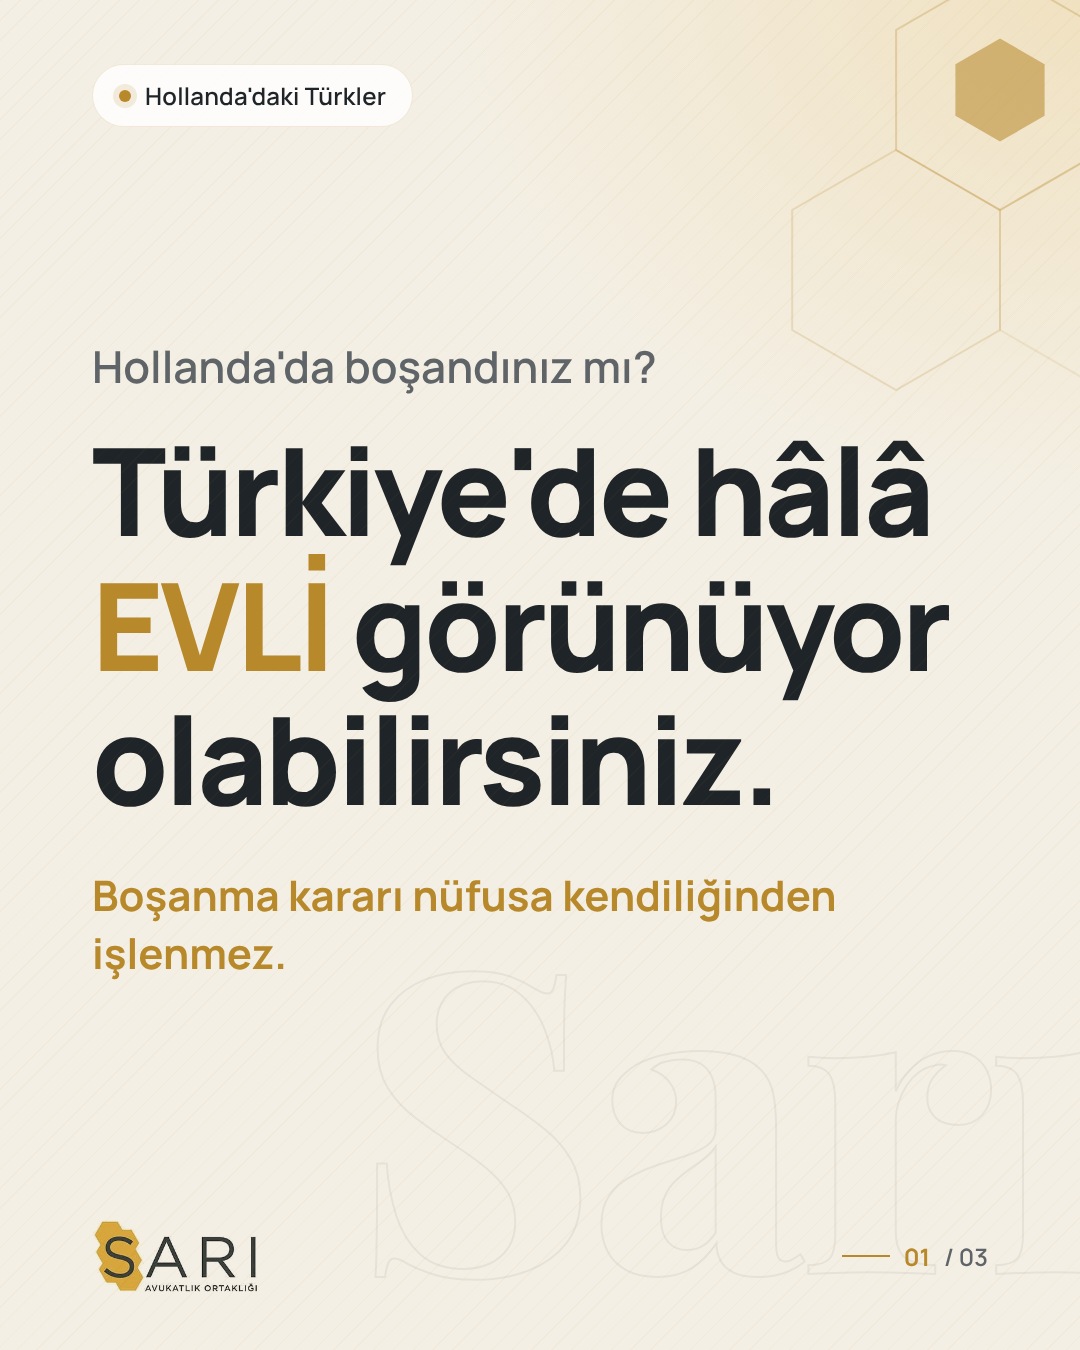 Hollanda'daki Türkler
Hollanda'da boşandınız mı?
Türkiye'de hâlâ
EVLİ görünüyor
olabilirsiniz.
Boşanma kararı nüfusa kendiliğinden
işlenmez.
Sarı
SARI
AVUKATLIK ORTAKLIĞI
01 / 03